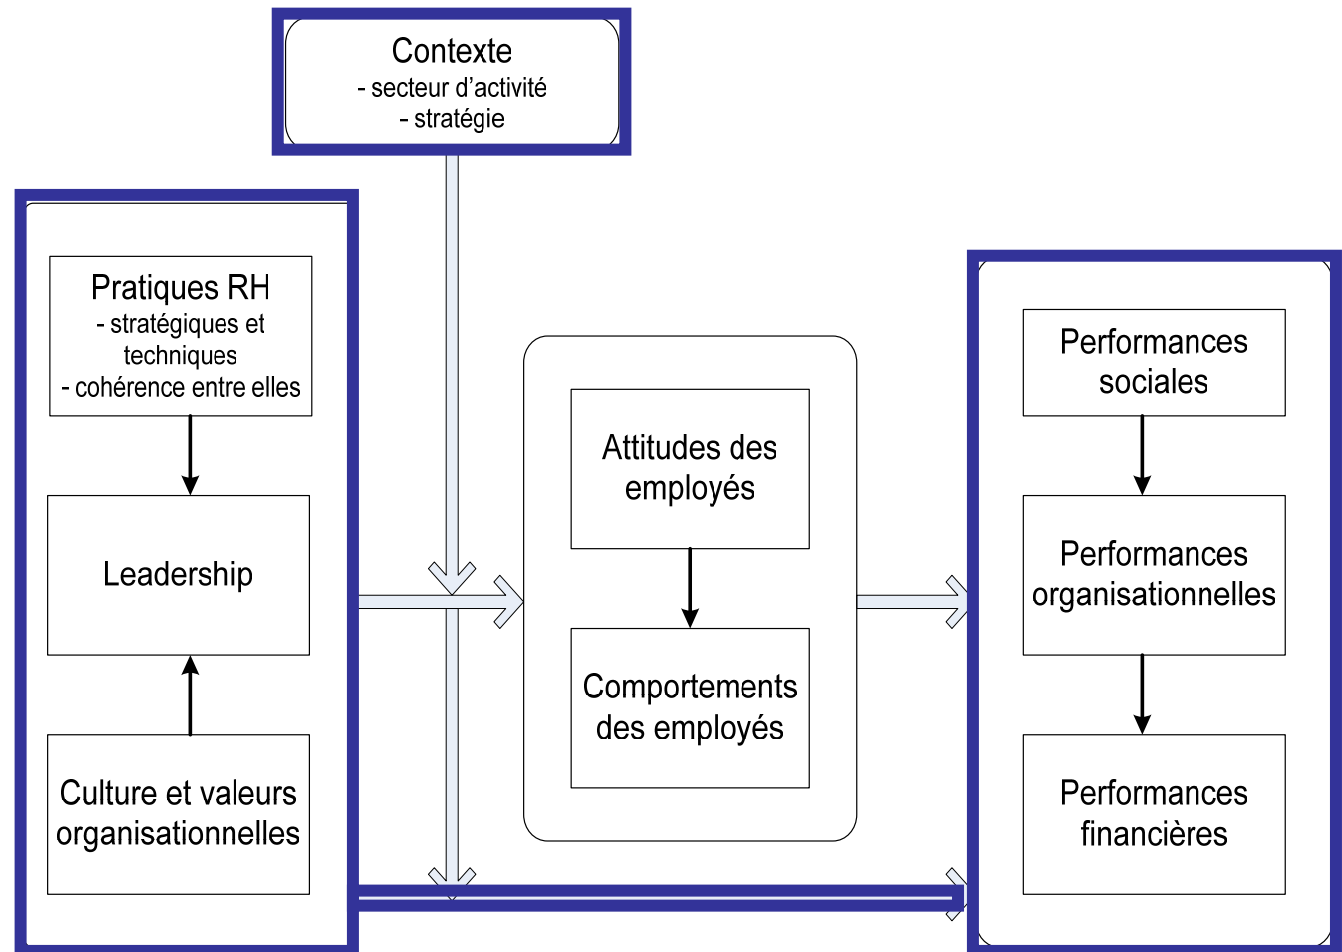 Contexte
- secteur d’activité
- stratégie
Pratiques RH
- stratégiques et
techniques
- cohérence entre elles
Leadership
Culture et valeurs
organisationnelles
Attitudes des
employés
Comportements
des employés
Performances
sociales
Performances
organisationnelles
Performances
financières